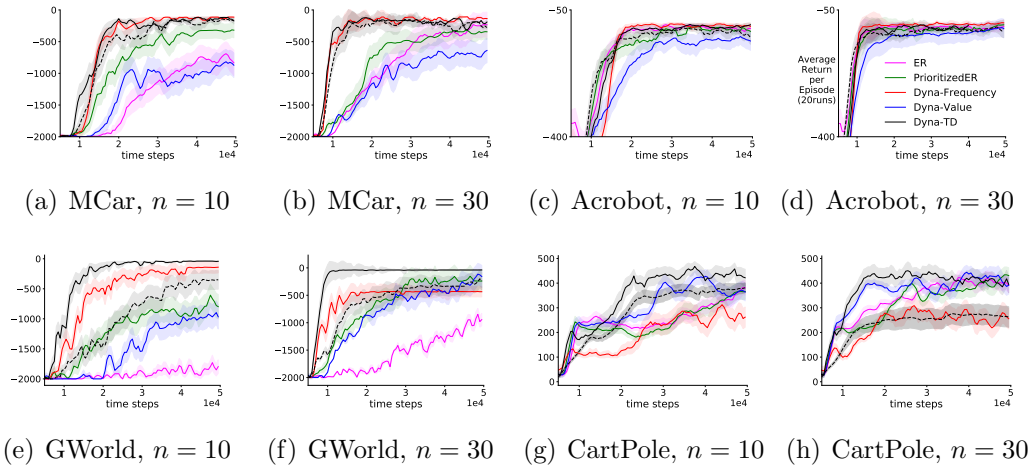 0
−500
−1000
−1500
−2000
1 2 3 4 5
1e4
time steps
(a) MCar, n = 10
0
−500
−1000
−1500
−2000
1 2 3 4 5
1e4
time steps
(b) MCar, n = 30
−50
−400
1 2 3 4 5
1e4
time steps
(c) Acrobot, n = 10
−50
−400
Average
Return
per
Episode
(20runs)
ER
PrioritizedER
Dyna-Frequency
Dyna-Value
Dyna-TD
1 2 3 4 5
1e4
time steps
(d) Acrobot, n = 30
0
−500
−1000
−1500
−2000
1 2 3 4 5
1e4
time steps
(e) GWorld, n = 10
0
−500
−1000
−1500
−2000
1 2 3 4 5
1e4
time steps
(f) GWorld, n = 30
500
400
300
200
100
0
1 2 3 4 5
1e4
time steps
(g) CartPole, n = 10
500
400
300
200
100
0
1 2 3 4 5
1e4
time steps
(h) CartPole, n = 30